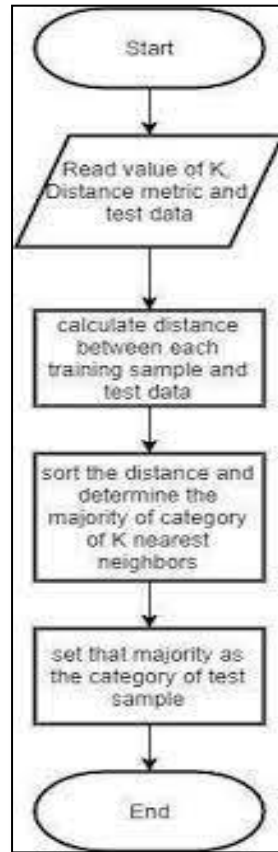 Start
Read value of K,
Distance metric and
test data
calculate distance
between each
training sample and
test data
sort the distance and
determine the
majority of category
of K nearest
neighbors
set that majority as
the category of test
sample
End